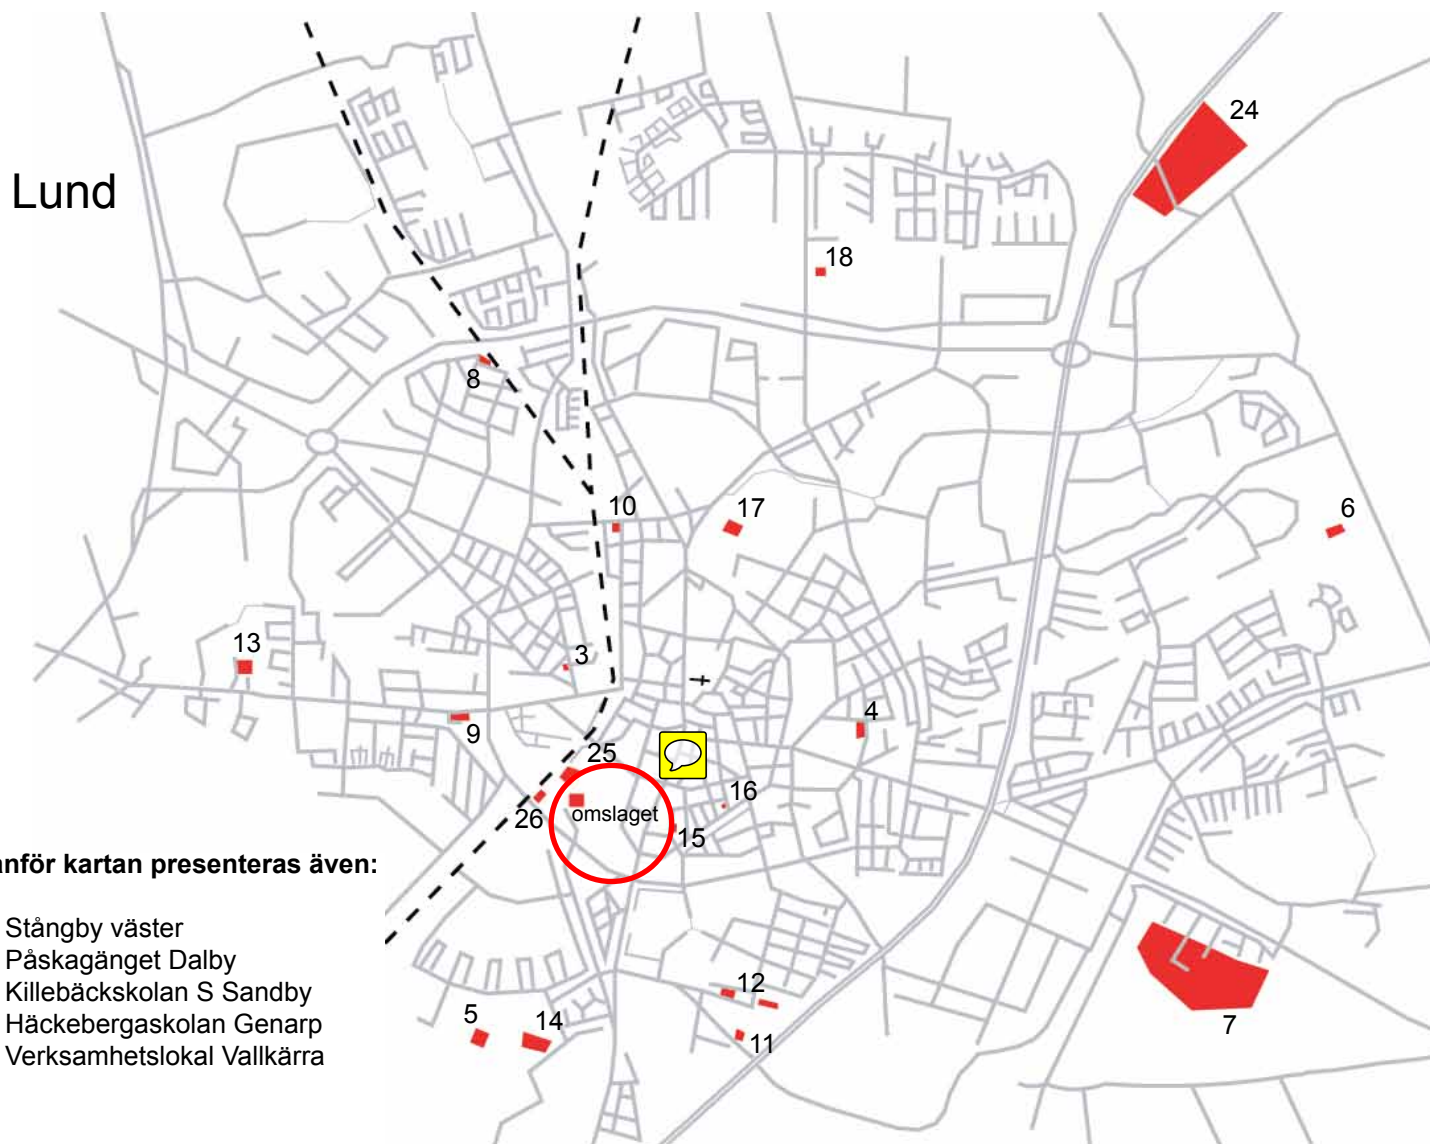 Lund
24
18
8
10
17
6
13
3
4
9
25
16
26
omslaget
15
anför kartan presenteras även:
Stångby väster
Påskagänget Dalby
Killebäckskolan S Sandby
Häckebergaskolan Genarp
Verksamhetslokal Vallkärra
12
5
14
11
7